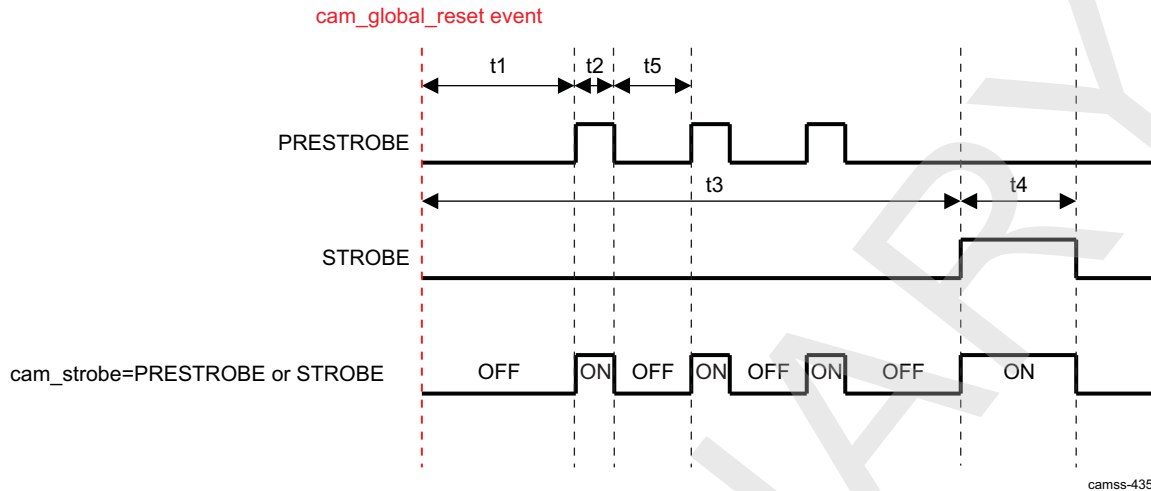 cam_global_reset event
t1 t2 t5
PRESTROBE
t3 t4
STROBE
cam_strobe=PRESTROBE or STROBE OFF ON OFF ON OFF ON OFF ON
camss-435